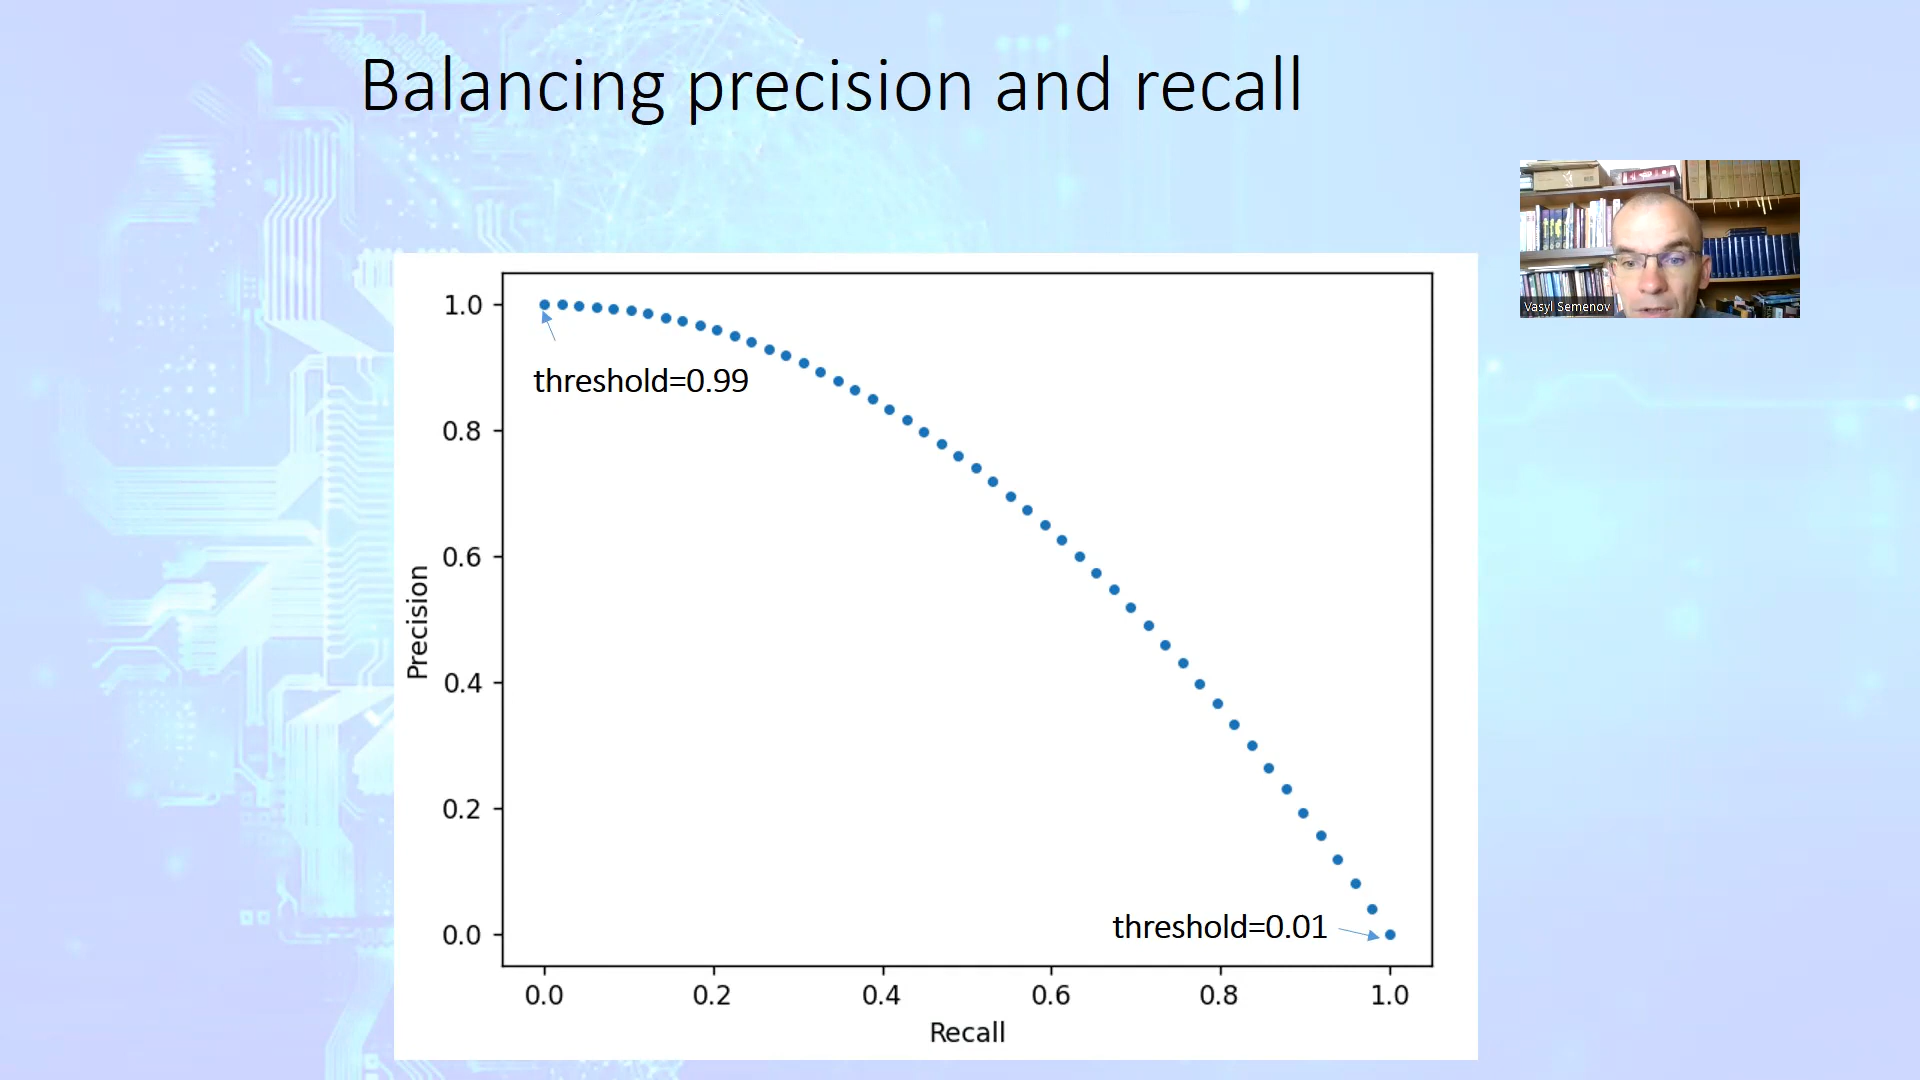 Balancing precision and recall
Vasyl Semenov
1.0
threshold=0.99
0.8
0.6
Precision
0.4
0.2
threshold=0.01
0.0
0.0 0.2 0.4 0.6 0.8 1.0
Recall